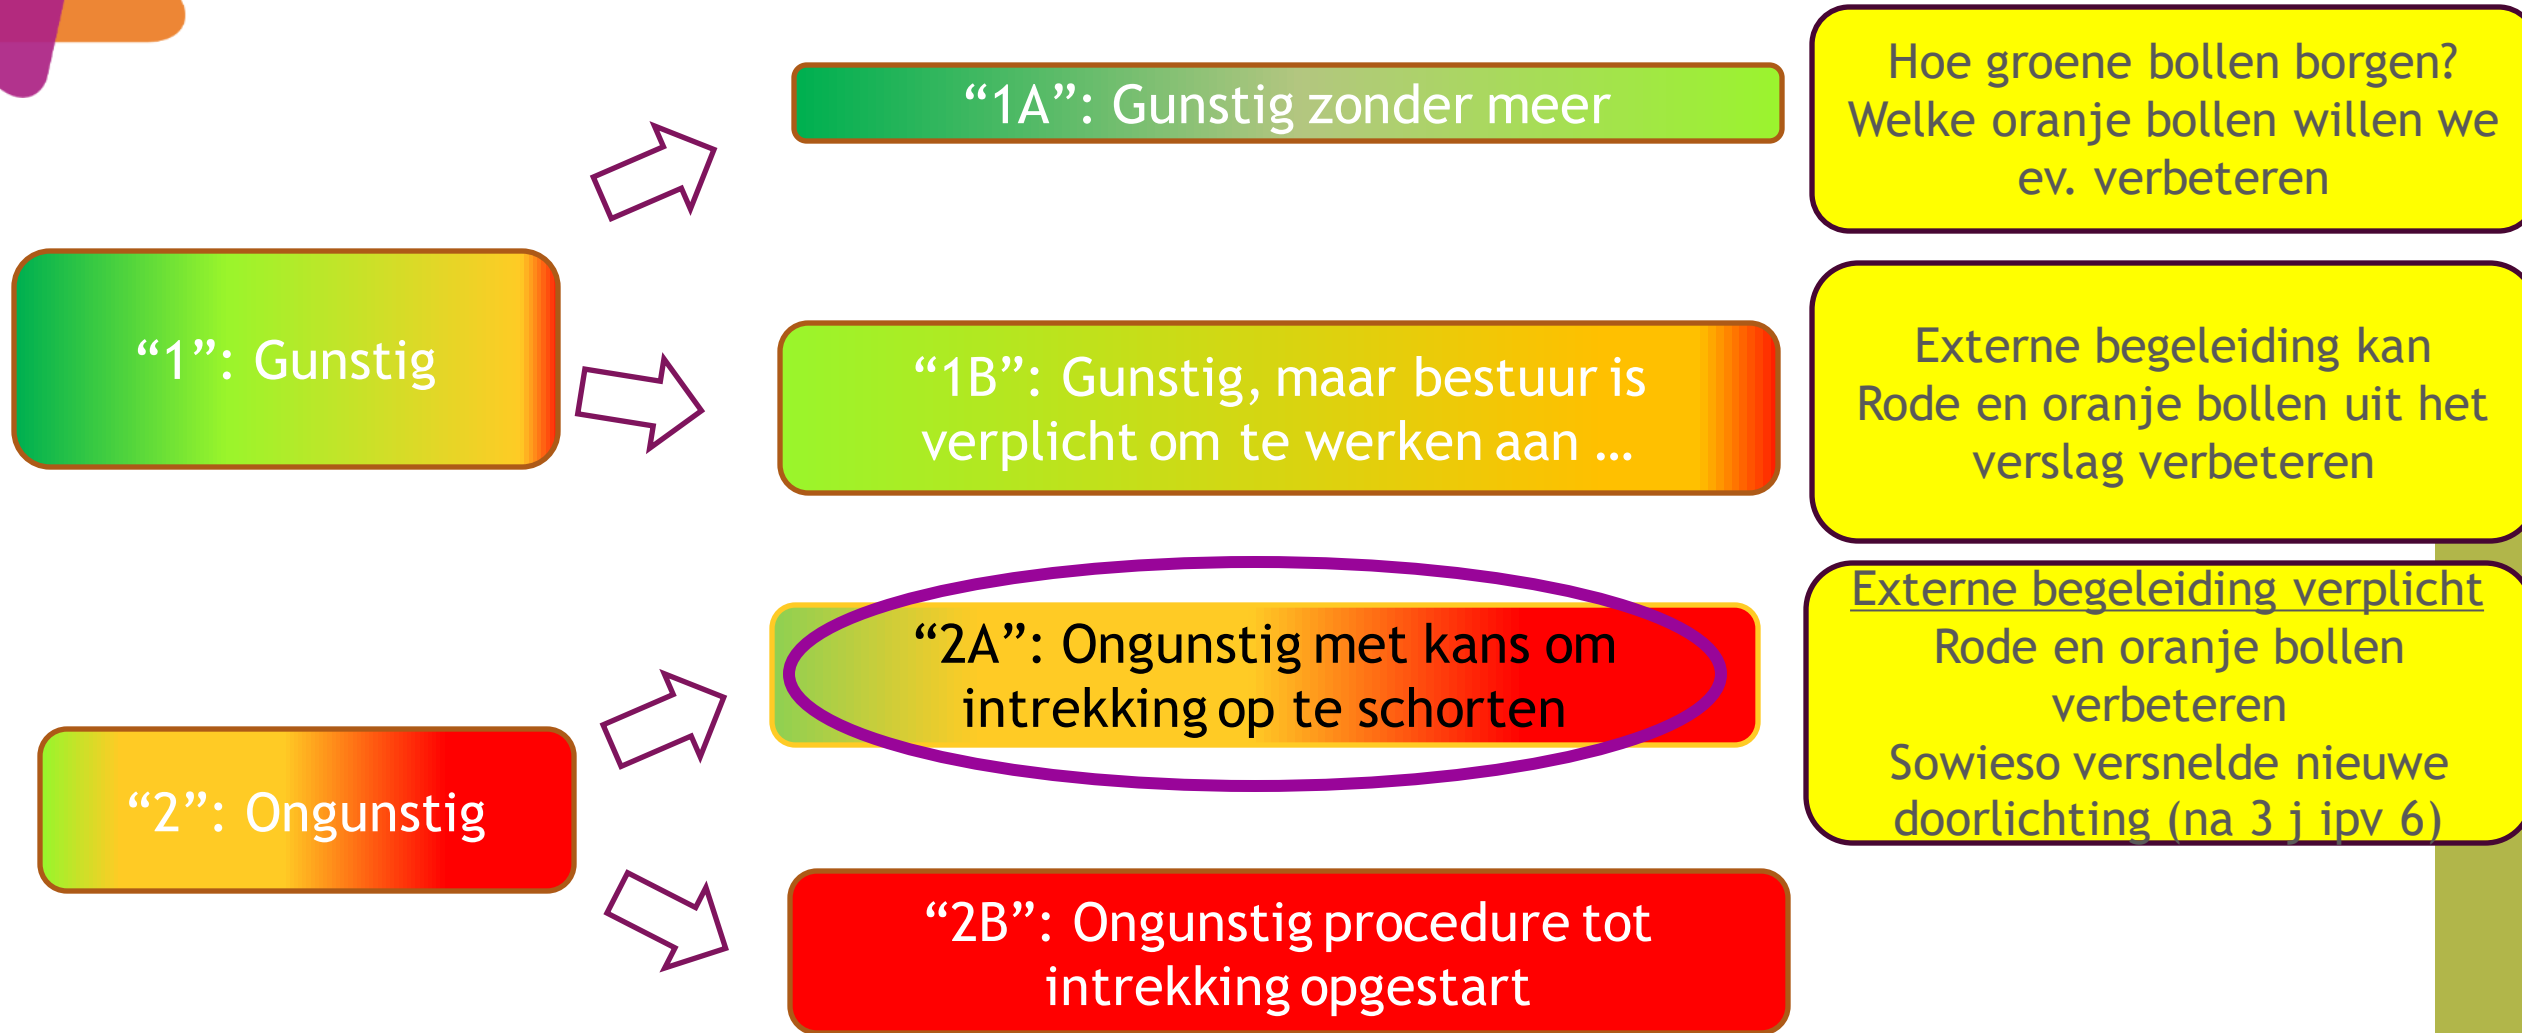 “1A”: Gunstig zonder meer
Hoe groene bollen borgen?
Welke oranje bollen willen we
ev. verbeteren
“1”: Gunstig
“1B”: Gunstig, maar bestuur is
verplicht om te werken aan …
Externe begeleiding kan
Rode en oranje bollen uit het
verslag verbeteren
“2”: Ongunstig
“2A”: Ongunstig met kans om
intrekking op te schorten
Externe begeleiding verplicht
Rode en oranje bollen
verbeteren
Sowieso versnelde nieuwe
doorlichting (na 3 j ipv 6)
“2B”: Ongunstig procedure tot
intrekking opgestart